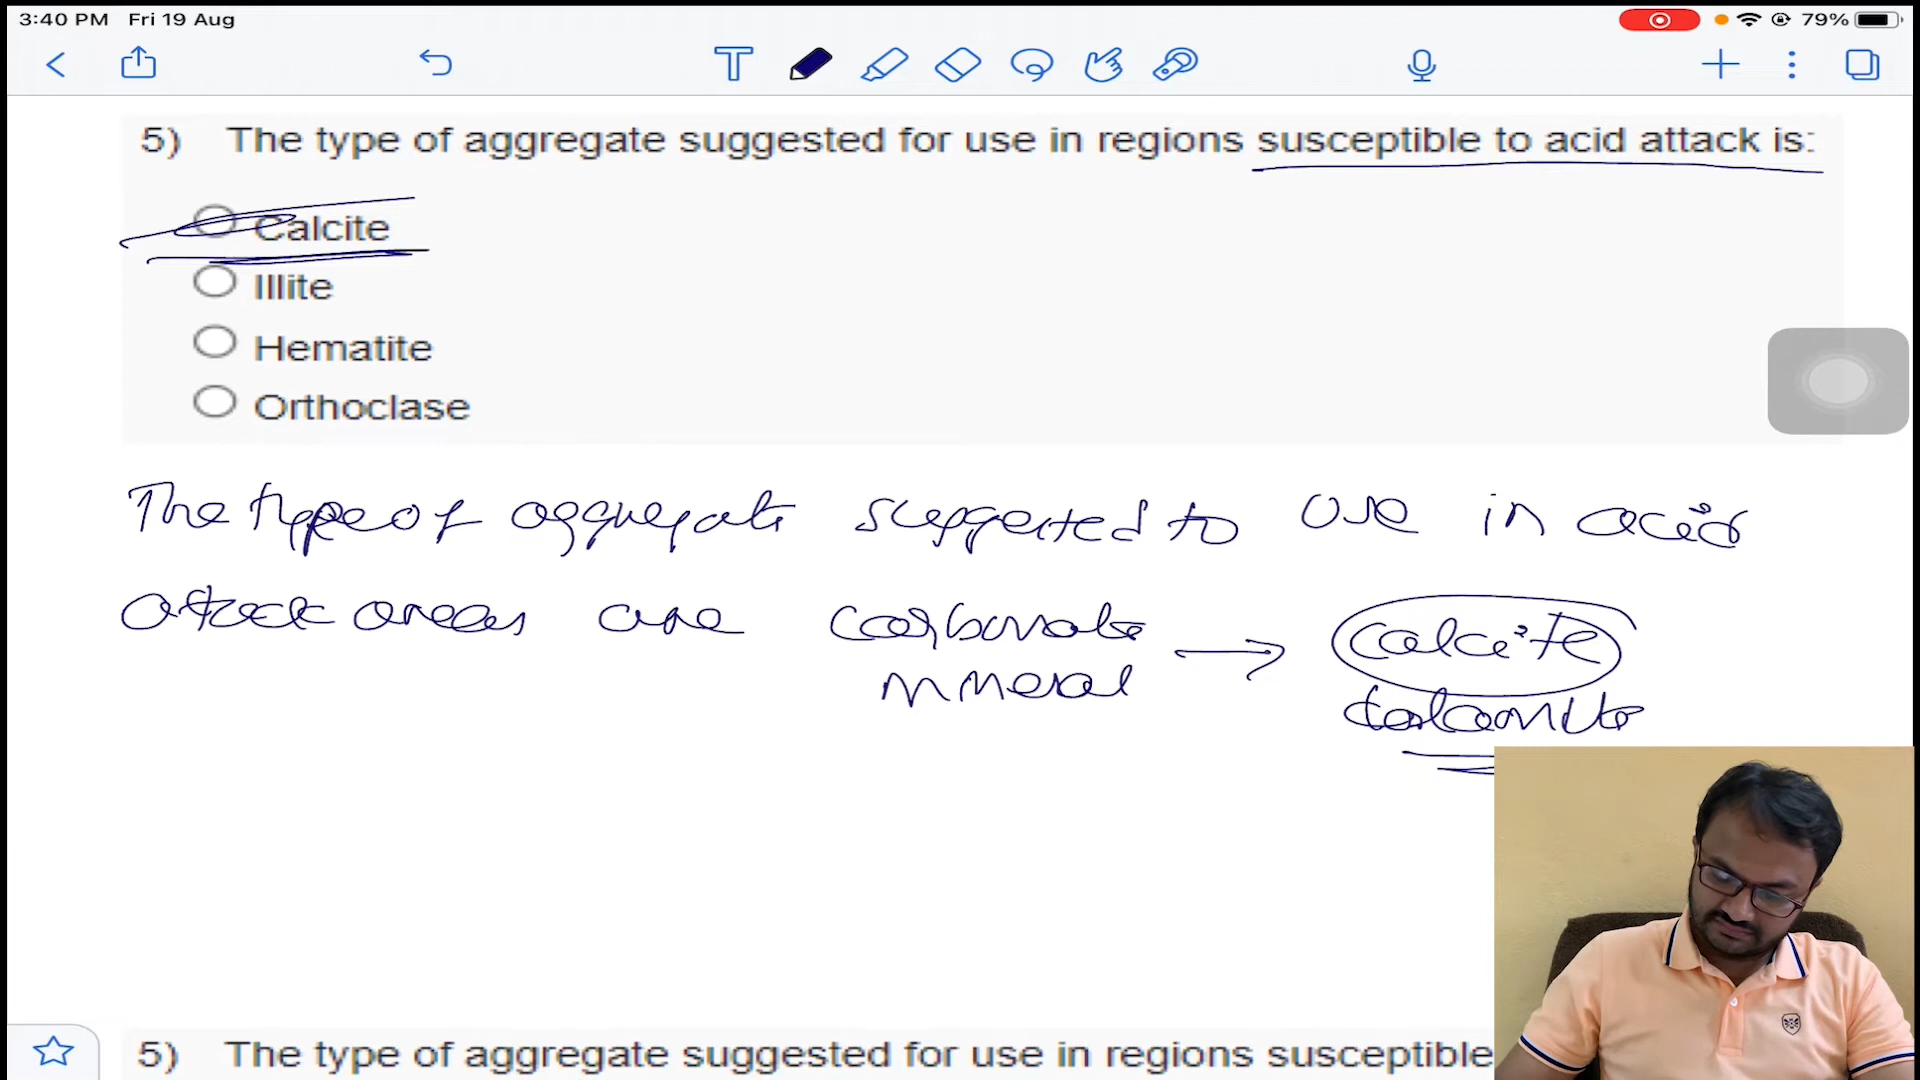 3:40 PM Fri 19 Aug
79%
5) The type of aggregate suggested for use in regions susceptible to acid attack is:
Calcite
Illite
Hematite
Orthoclase
The type of aggregate suggested to use in acid
attack areas are carbonate → calcite
mineral
dolomite
5) The type of aggregate suggested for use in regions susceptible